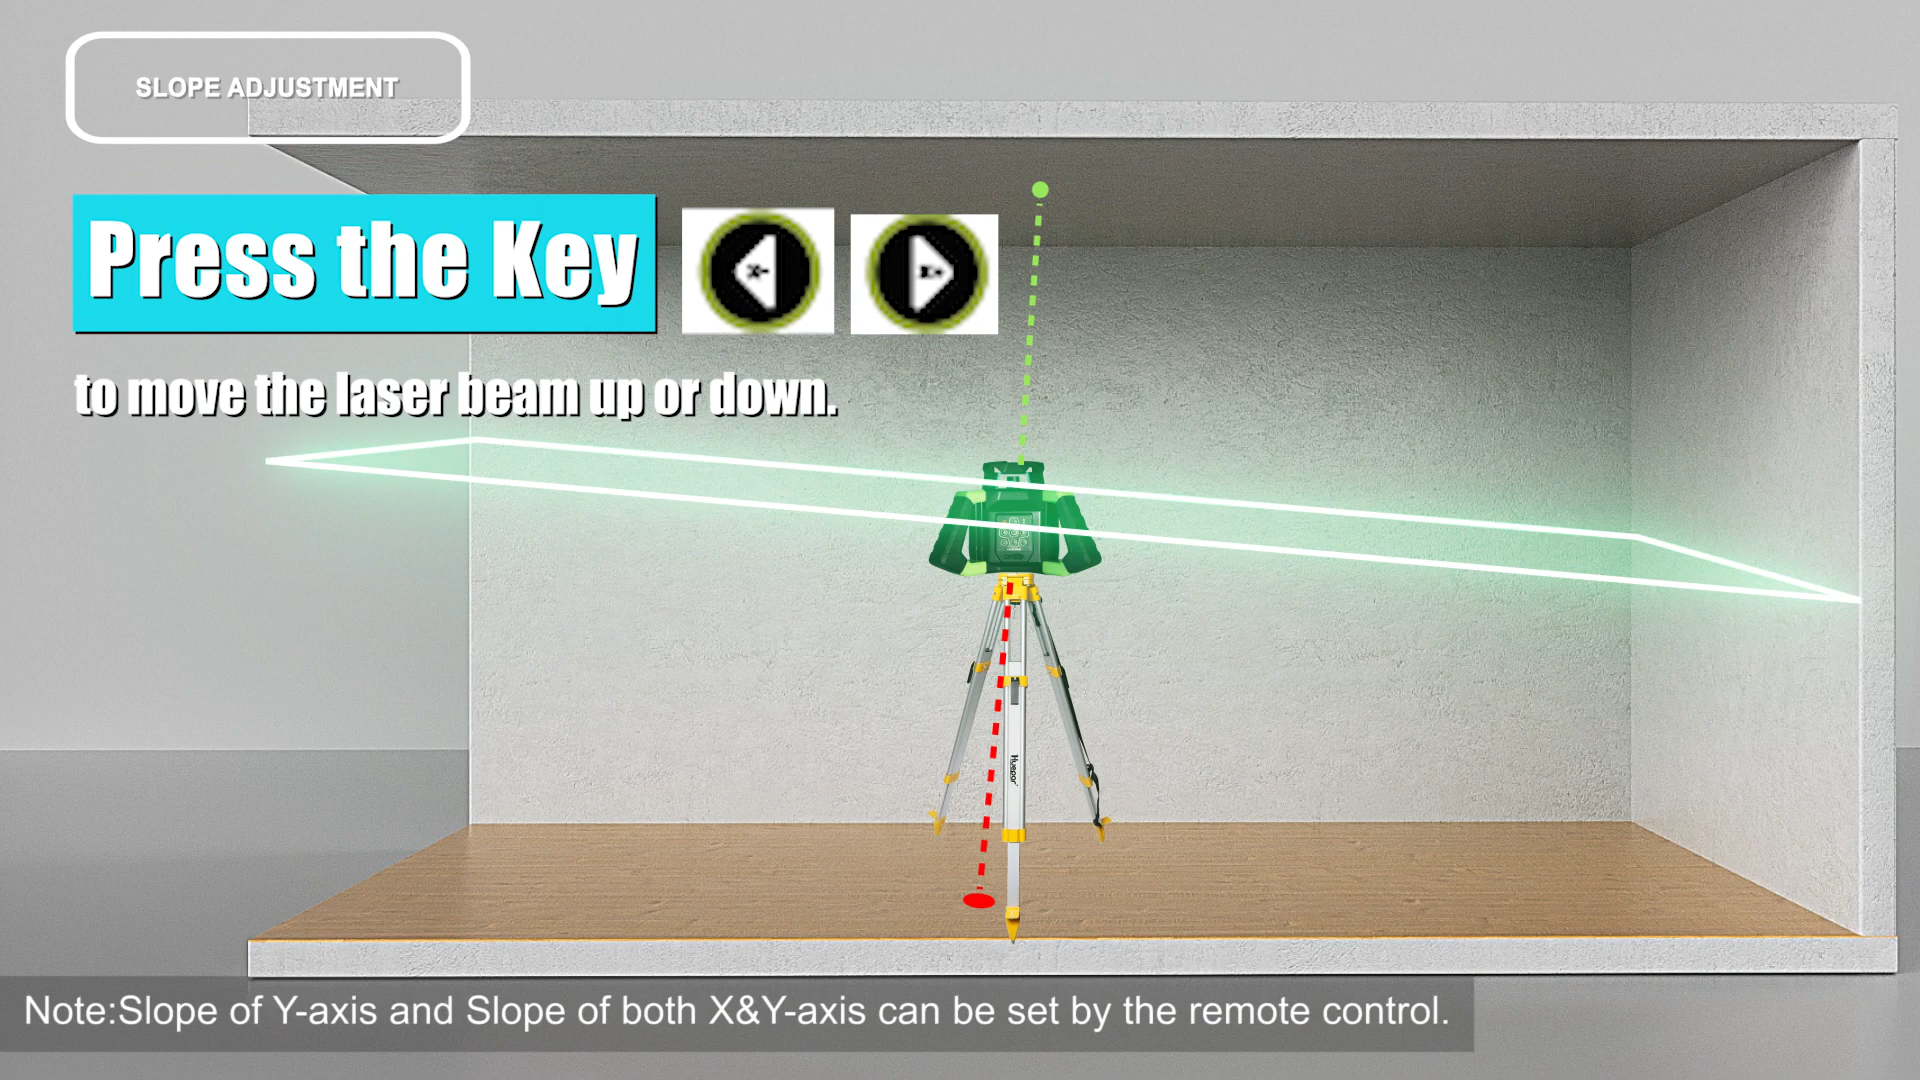 SLOPE ADJUSTMENT
Press the Key
X-
to move the laser beam up or down.
Huepar
Note:Slope of Y-axis and Slope of both X&Y-axis can be set by the remote control.